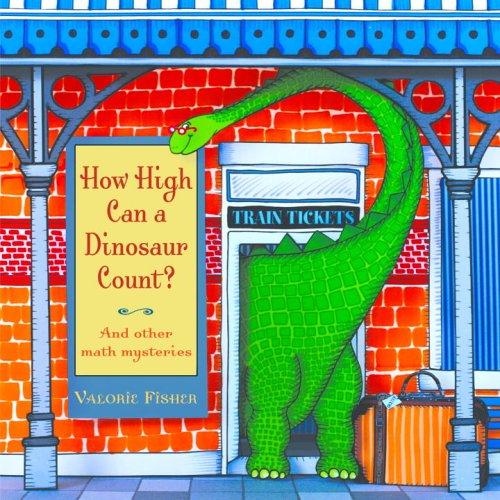 How High
Can a
Dinosaur
Count?
And other
math mysteries
VALORIE FISHER
TRAIN TICKETS